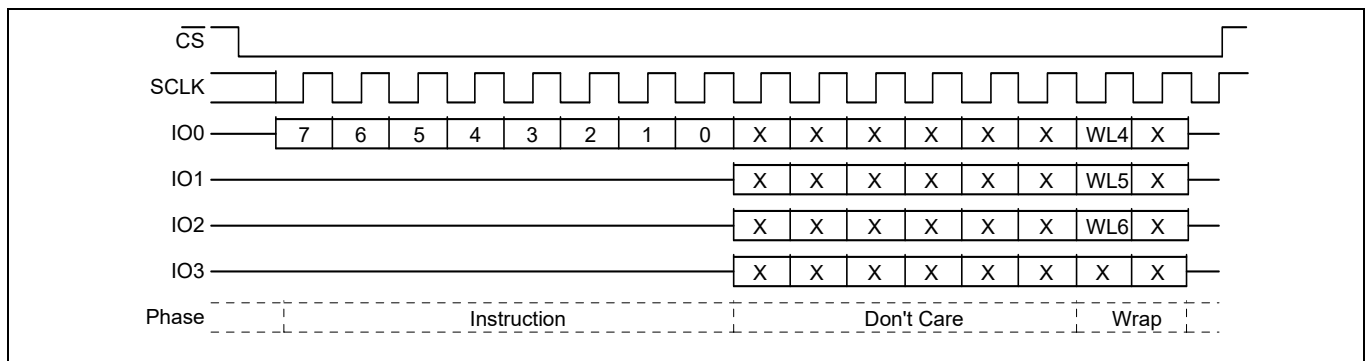 CS
SCLK
IO0 7 6 5 4 3 2 1 0 X X X X X X WL4 X
IO1 X X X X X X WL5 X
IO2 X X X X X X WL6 X
IO3 X X X X X X X X
Phase Instruction Don't Care Wrap